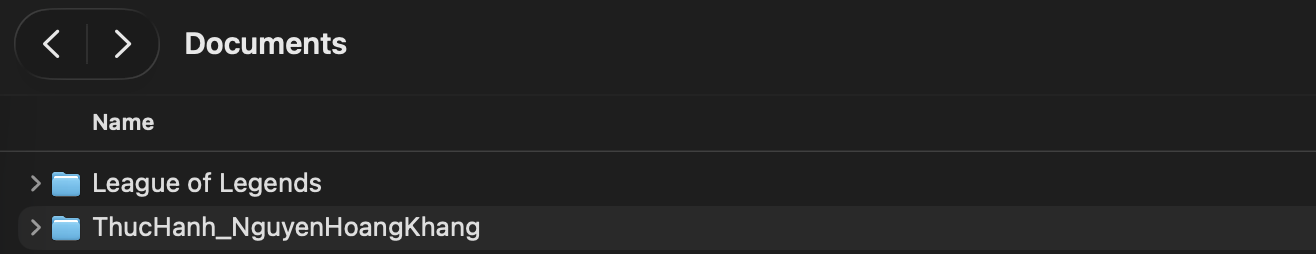 Documents
Name
League of Legends
ThucHanh_NguyenHoangKhang